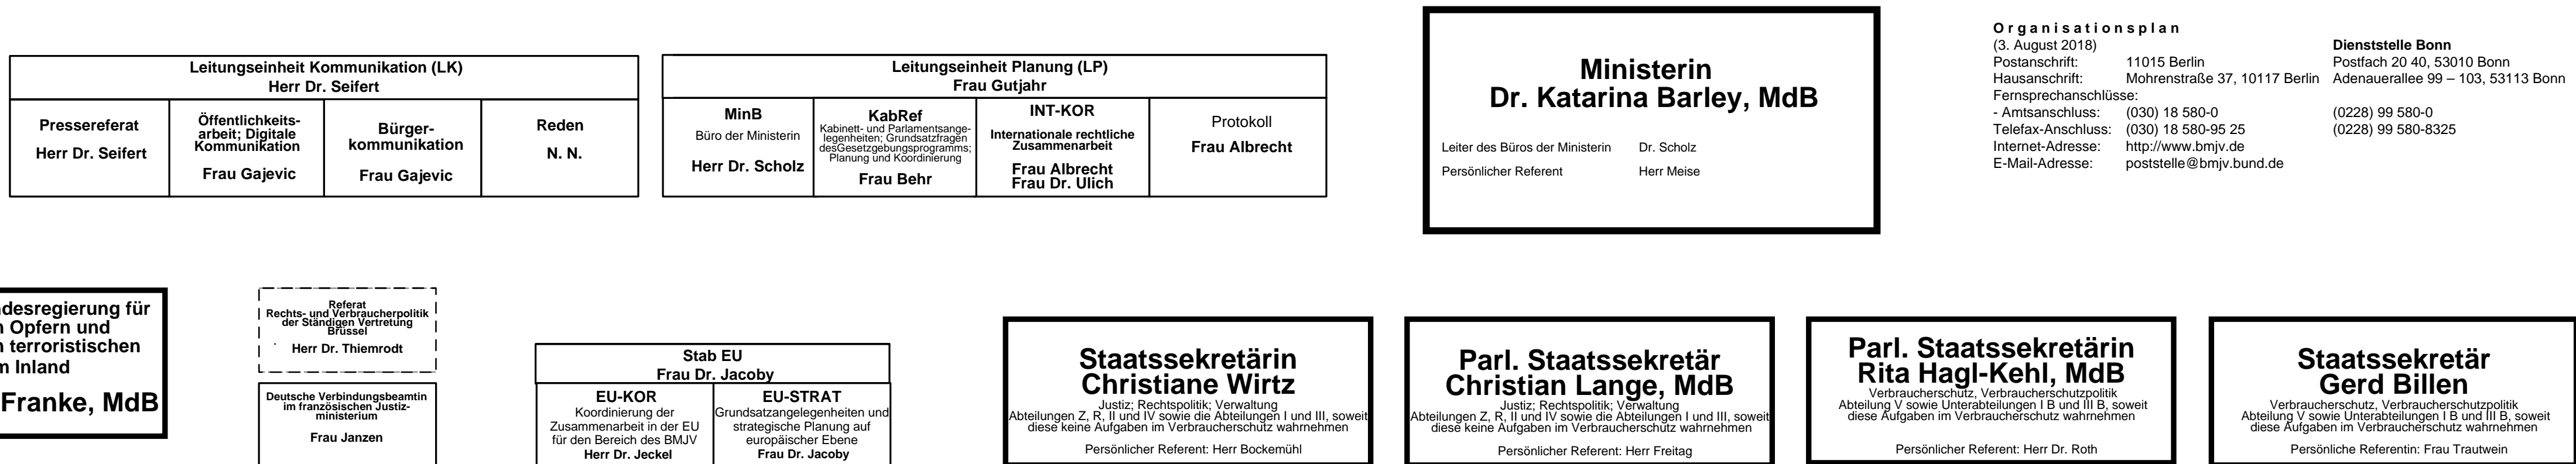 Leitungseinheit Kommunikation (LK)
Herr Dr. Seifert
Pressereferat
Herr Dr. Seifert
Öffentlichkeits-
arbeit; Digitale
Kommunikation
Frau Gajevic
Bürger-
kommunikation
Frau Gajevic
Reden
N. N.
Leitungseinheit Planung (LP)
Frau Gutjahr
MinB
Büro der Ministerin
Herr Dr. Scholz
KabRef
Kabinett- und Parlamentsange-
legenheiten; Grundsatzfragen
desGesetzgebungsprogramms;
Planung und Koordinierung
Frau Behr
INT-KOR
Internationale rechtliche
Zusammenarbeit
Frau Albrecht
Frau Dr. Ulich
Protokoll
Frau Albrecht
Ministerin
Dr. Katarina Barley, MdB
Leiter des Büros der Ministerin Dr. Scholz
Persönlicher Referent Herr Meise
Organisationsplan
(3. August 2018) Dienststelle Bonn
Postanschrift: 11015 Berlin Postfach 20 40, 53010 Bonn
Hausanschrift: Mohrenstraße 37, 10117 Berlin Adenauerallee 99 – 103, 53113 Bonn
Fernsprechanschlüsse:
- Amtsanschluss: (030) 18 580-0 (0228) 99 580-0
Telefax-Anschluss: (030) 18 580-95 25 (0228) 99 580-8325
Internet-Adresse: http://www.bmjv.de
E-Mail-Adresse: poststelle@bmjv.bund.de
desregierung für
n Opfern und
n terroristischen
m Inland
Franke, MdB
Referat
Rechts- und Verbraucherpolitik
der Ständigen Vertretung
Brüssel
Herr Dr. Thiemrodt
Deutsche Verbindungsbeamtin
im französischen Justiz-
ministerium
Frau Janzen
Stab EU
Frau Dr. Jacoby
EU-KOR
Koordinierung der
Zusammenarbeit in der EU
für den Bereich des BMJV
Herr Dr. Jeckel
EU-STRAT
Grundsatzangelegenheiten und
strategische Planung auf
europäischer Ebene
Frau Dr. Jacoby
Staatssekretärin
Christiane Wirtz
Justiz; Rechtspolitik; Verwaltung
Abteilungen Z, R, II und IV sowie die Abteilungen I und III, soweit
diese keine Aufgaben im Verbraucherschutz wahrnehmen
Persönlicher Referent: Herr Bockemühl
Parl. Staatssekretär
Christian Lange, MdB
Justiz; Rechtspolitik; Verwaltung
Abteilungen Z, R, II und IV sowie die Abteilungen I und III, soweit
diese keine Aufgaben im Verbraucherschutz wahrnehmen
Persönlicher Referent: Herr Freitag
Parl. Staatssekretärin
Rita Hagl-Kehl, MdB
Verbraucherschutz, Verbraucherschutzpolitik
Abteilung V sowie Unterabteilungen I B und III B, soweit
diese Aufgaben im Verbraucherschutz wahrnehmen
Persönlicher Referent: Herr Dr. Roth
Staatssekretär
Gerd Billen
Verbraucherschutz, Verbraucherschutzpolitik
Abteilung V sowie Unterabteilungen I B und III B, soweit
diese Aufgaben im Verbraucherschutz wahrnehmen
Persönliche Referentin: Frau Trautwein